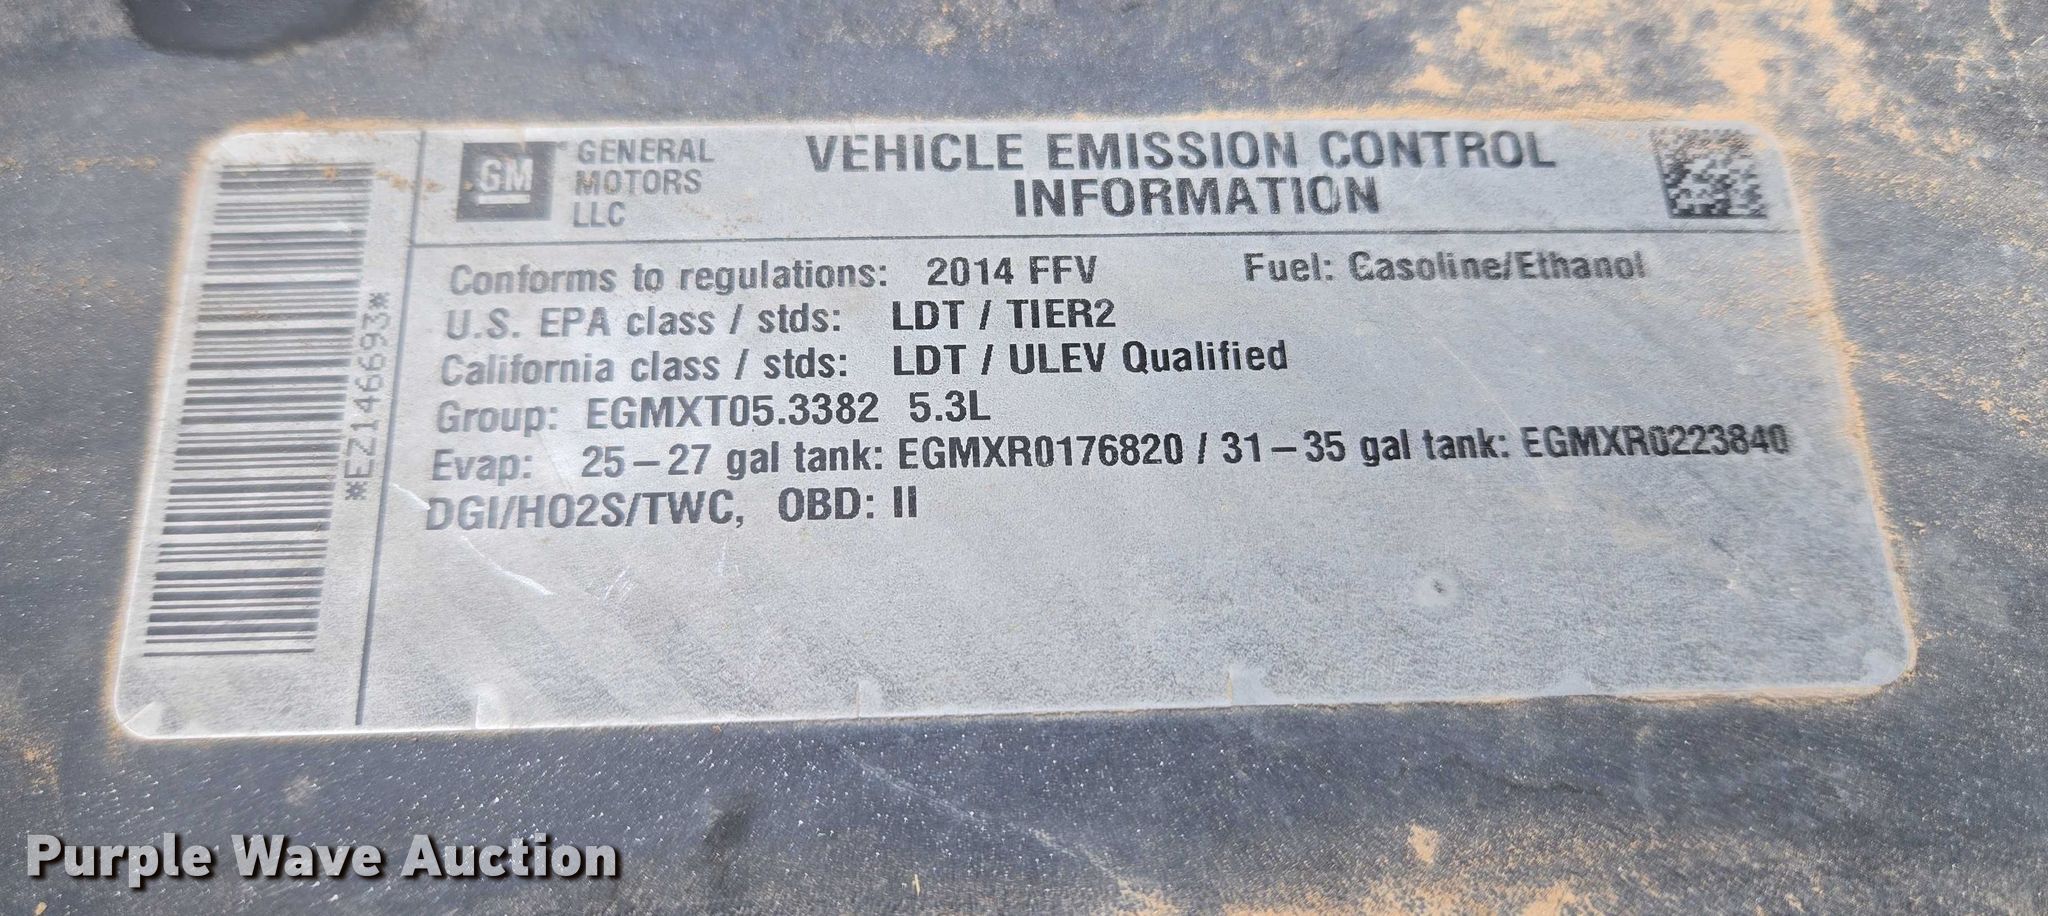 *EZ146693*
GM
GENERAL
MOTORS
LLC
VEHICLE EMISSION CONTROL
INFORMATION
Conforms to regulations: 2014 FFV Fuel: Gasoline/Ethanol
U.S. EPA class / stds: LDT / TIER2
California class / stds: LDT / ULEV Qualified
Group: EGMXT05.3382 5.3L
Evap: 25-27 gal tank: EGMXR0176820 / 31-35 gal tank: EGMXR0223840
DGI/HO2S/TWC, OBD: II
Purple Wave Auction